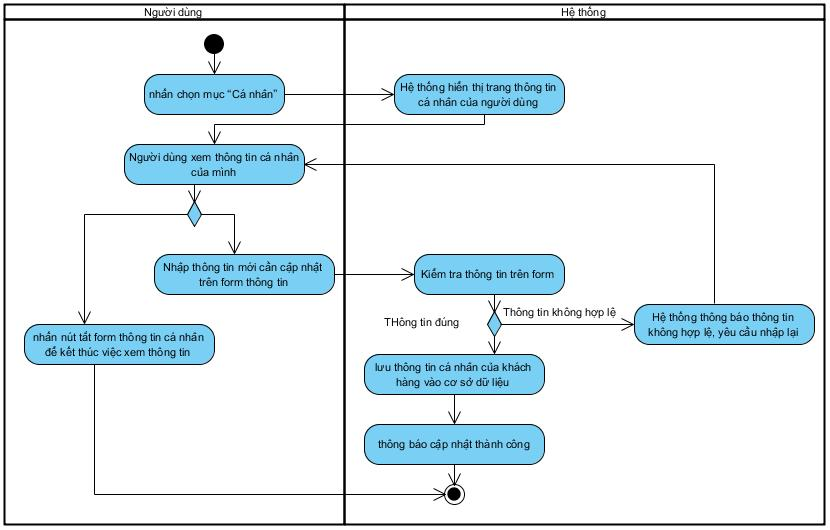 Người dùng
Hệ thống
nhấn chọn mục “Cá nhân”
Hệ thống hiển thị trang thông tin
cá nhân của người dùng
Người dùng xem thông tin cá nhân
của mình
Nhập thông tin mới cần cập nhật
trên form thông tin
Kiểm tra thông tin trên form
THông tin đúng
Thông tin không hợp lệ
Hệ thống thông báo thông tin
không hợp lệ, yêu cầu nhập lại
nhấn nút tắt form thông tin cá nhân
để kết thúc việc xem thông tin
lưu thông tin cá nhân của khách
hàng vào cơ sở dữ liệu
thông báo cập nhật thành công